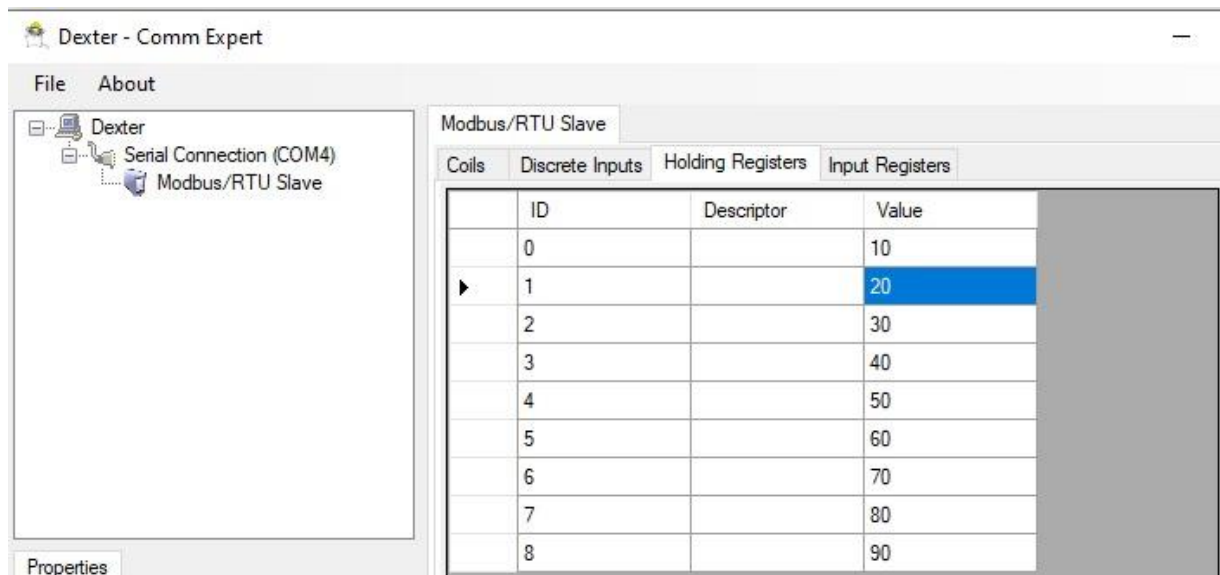 Dexter - Comm Expert
File About
Dexter
Serial Connection (COM4)
Modbus/RTU Slave
Properties
Modbus/RTU Slave
Coils Discrete Inputs Holding Registers Input Registers
ID Descriptor Value
0 10
1 20
2 30
3 40
4 50
5 60
6 70
7 80
8 90